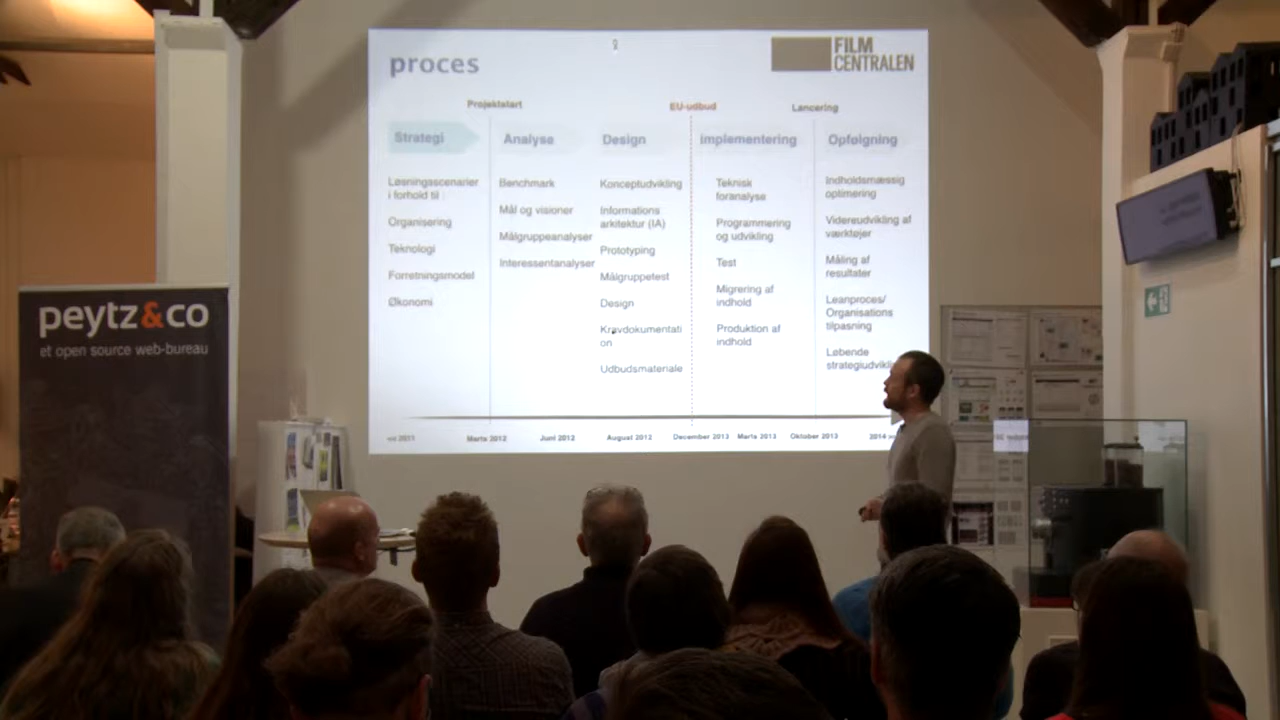 proces
FILM
CENTRALEN
Projektstart
EU-udbud
Lancering
Strategi
Analyse
Design
Implementering
Opfølgning
Løsningsscenarier
i forhold til :
Organisering
Teknologi
Forretningsmodel
Økonomi
Benchmark
Mål og visioner
Målgruppeanalyser
Interessentanalyser
Konceptudvikling
Informations
arkitektur (IA)
Prototyping
Målgruppetest
Design
Kravdokumentati
on
Udbudsmateriale
Teknisk
foranalyse
Programmering
og udvikling
Test
Migrering af
indhold
Produktion af
indhold
Indholdsmæssig
optimering
Videreudvikling af
værktøjer
Måling af
resultater
Leanproces/
Organisations
tilpasning
Løbende
2011
Marts 2012
Juni 2012
August 2012
December 2013
Marts 2013
Oktober 2013
2014
peytz&co
et open source web-bureau